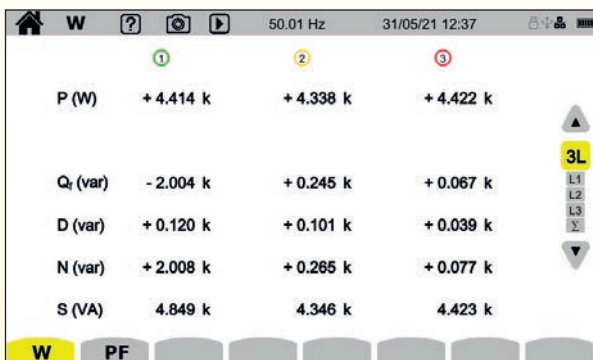 W ? 50.01 Hz 31/05/21 12:37
1 2 3
P (W) + 4.414 k + 4.338 k + 4.422 k
3L
L1
Qf (var) - 2.004 k + 0.245 k + 0.067 k
L2
L3
D (var) + 0.120 k + 0.101 k + 0.039 k
Σ
N (var) + 2.008 k + 0.265 k + 0.077 k
S (VA) 4.849 k 4.346 k 4.423 k
W PF